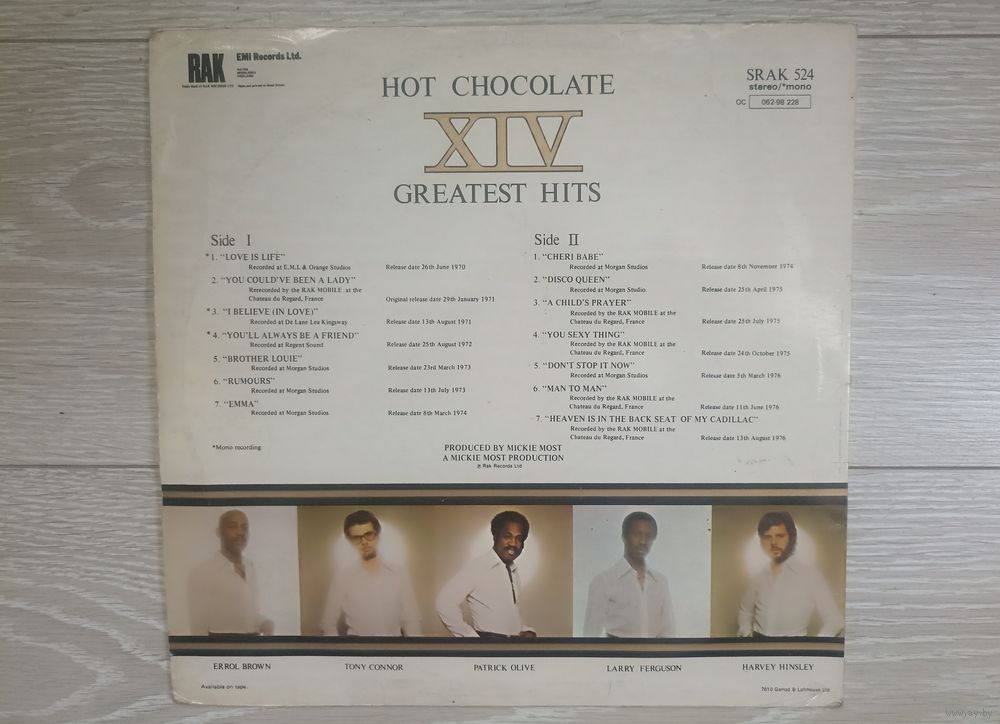 RAK
EMI Records Ltd.
HOT CHOCOLATE
XIV
GREATEST HITS
SRAK 524
stereo/*mono
OC 062-98 228
Side I
*1. “LOVE IS LIFE”
Recorded at E.M.I. & Orange Studios Release date 26th June 1970
2. “YOU COULD'VE BEEN A LADY”
Rerecorded by the RAK MOBILE at the
Chateau du Regard, France Original release date 29th January 1971
*3. “I BELIEVE (IN LOVE)”
Recorded at De Lane Lea Kingsway Release date 13th August 1971
*4. “YOU'LL ALWAYS BE A FRIEND”
Recorded at Regent Sound Release date 25th August 1972
5. “BROTHER LOUIE”
Recorded at Morgan Studios Release date 23rd March 1973
6. “RUMOURS”
Recorded at Morgan Studios Release date 13th July 1973
7. “EMMA”
Recorded at Morgan Studios Release date 8th March 1974
*Mono recording
Side II
1. “CHERI BABE”
Recorded at Morgan Studios Release date 8th November 1974
2. “DISCO QUEEN”
Recorded at Morgan Studio. Release date 25th April 1975
3. “A CHILD'S PRAYER”
Recorded by the RAK MOBILE at the
Chateau du Regard, France Release date 25th July 1975
4. “YOU SEXY THING”
Recorded by the RAK MOBILE at the
Chateau du Regard, France Release date 24th October 1975
5. “DON'T STOP IT NOW”
Recorded at Morgan Studios Release date 5th March 1976
6. “MAN TO MAN”
Recorded by the RAK MOBILE at the
Chateau du Regard, France Release date 11th June 1976
7. “HEAVEN IS IN THE BACK SEAT OF MY CADILLAC”
Recorded by the RAK MOBILE at the
Chateau du Regard, France Release date 13th August 1976
PRODUCED BY MICKIE MOST
A MICKIE MOST PRODUCTION
℗ Rak Records Ltd
ERROL BROWN
TONY CONNOR
PATRICK OLIVE
LARRY FERGUSON
HARVEY HINSLEY
Available on tape.
7610 Garrod & Lofthouse Ltd
www.ay.by